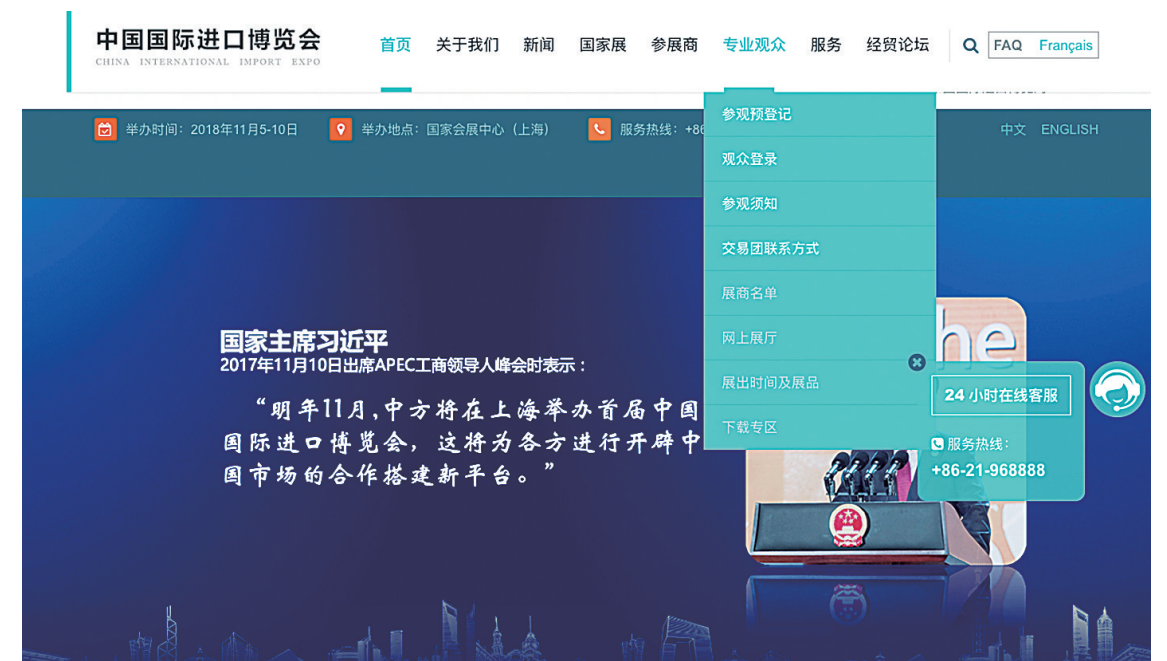 中国国际进口博览会
CHINA INTERNATIONAL IMPORT EXPO
首页 关于我们 新闻 国家展 参展商 专业观众 服务 经贸论坛 FAQ Français
举办时间：2018年11月5-10日 举办地点：国家会展中心（上海） 服务热线：+86 中文 ENGLISH
参观预登记
观众登录
参观须知
交易团联系方式
展商名单
网上展厅
展出时间及展品
下载专区
国家主席习近平
2017年11月10日出席APEC工商领导人峰会时表示：
“明年11月,中方将在上海举办首届中国
国际进口博览会，这将为各方进行开辟中
国市场的合作搭建新平台。”
he
24 小时在线客服
服务热线：
+86-21-968888